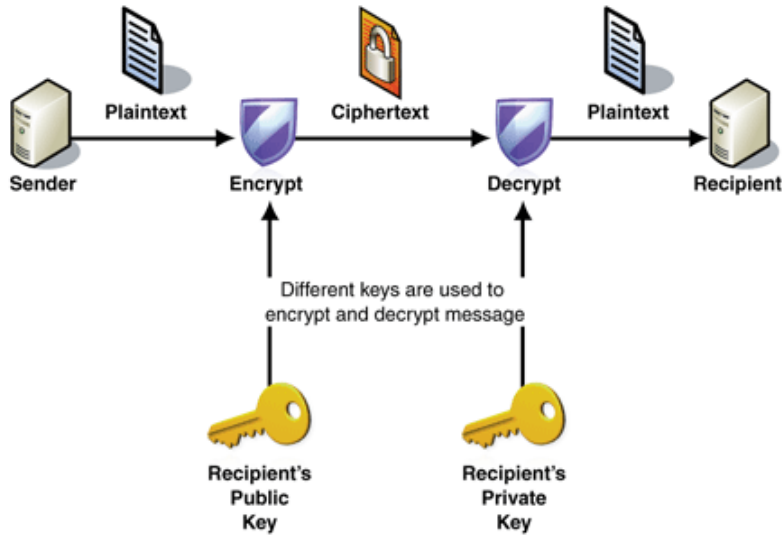 Plaintext
Ciphertext
Plaintext
Sender
Encrypt
Decrypt
Recipient
Different keys are used to
encrypt and decrypt message
Recipient's
Public
Key
Recipient's
Private
Key